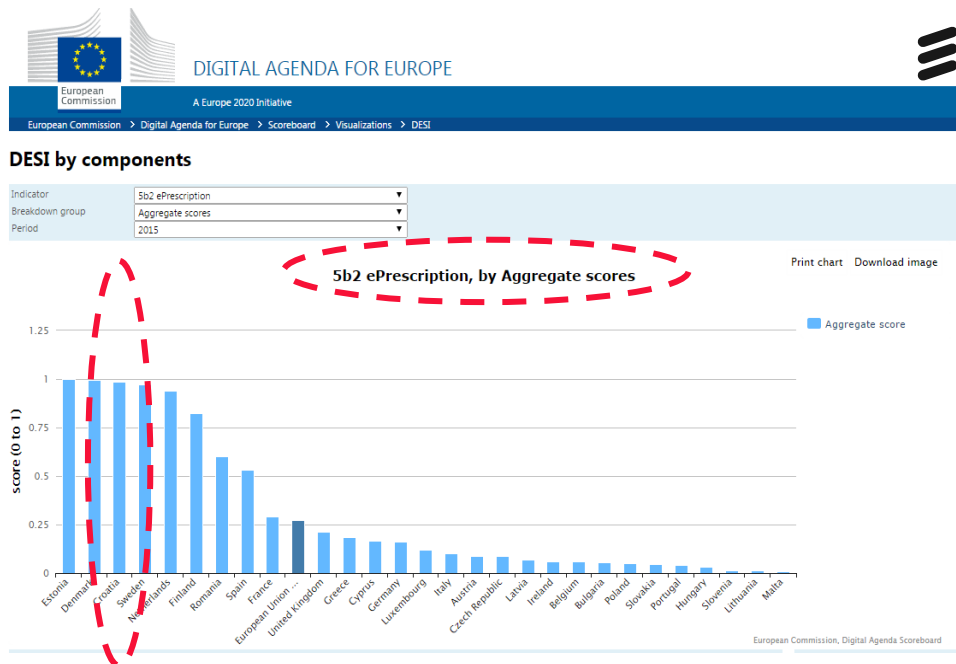 European
Commission
DIGITAL AGENDA FOR EUROPE
A Europe 2020 Initiative
European Commission > Digital Agenda for Europe > Scoreboard > Visualizations > DESI
DESI by components
Indicator 5b2 ePrescription
Breakdown group Aggregate scores
Period 2015
Print chart Download image
5b2 ePrescription, by Aggregate scores
Aggregate score
score (0 to 1)
1.25
1
0.75
0.5
0.25
0
Estonia
Denmark
Croatia
Sweden
Netherlands
Finland
Romania
Spain
France
European Union ...
United Kingdom
Greece
Cyprus
Germany
Luxembourg
Italy
Austria
Czech Republic
Latvia
Ireland
Belgium
Bulgaria
Poland
Slovakia
Portugal
Hungary
Slovenia
Lithuania
Malta
European Commission, Digital Agenda Scoreboard